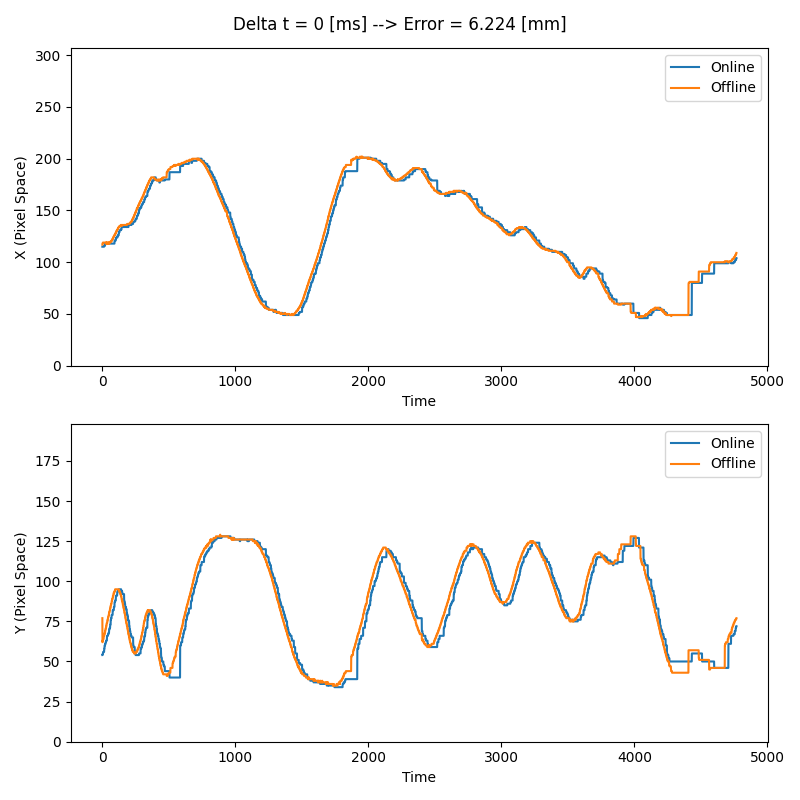 Delta t = 0 [ms] --> Error = 6.224 [mm]
300
250
200
150
100
50
0
X (Pixel Space)
0 1000 2000 3000 4000 5000
Time
Online
Offline
175
150
125
100
75
50
25
0
Y (Pixel Space)
0 1000 2000 3000 4000 5000
Time
Online
Offline